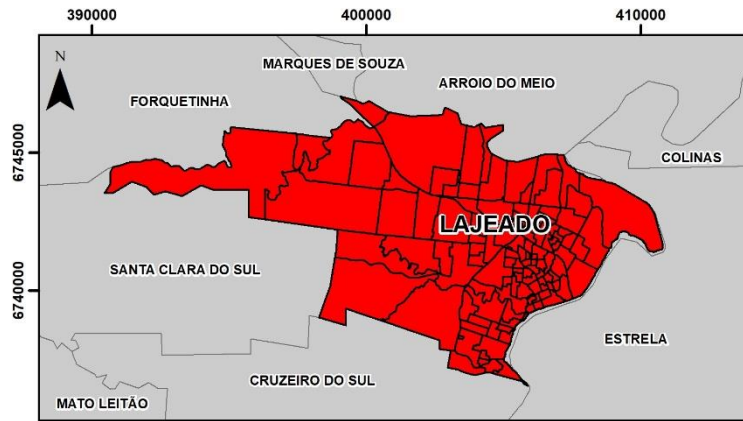 390000
400000
410000
N
MARQUES DE SOUZA
ARROIO DO MEIO
FORQUETINHA
6745000
COLINAS
LAJEADO
SANTA CLARA DO SUL
6740000
ESTRELA
CRUZEIRO DO SUL
MATO LEITÃO